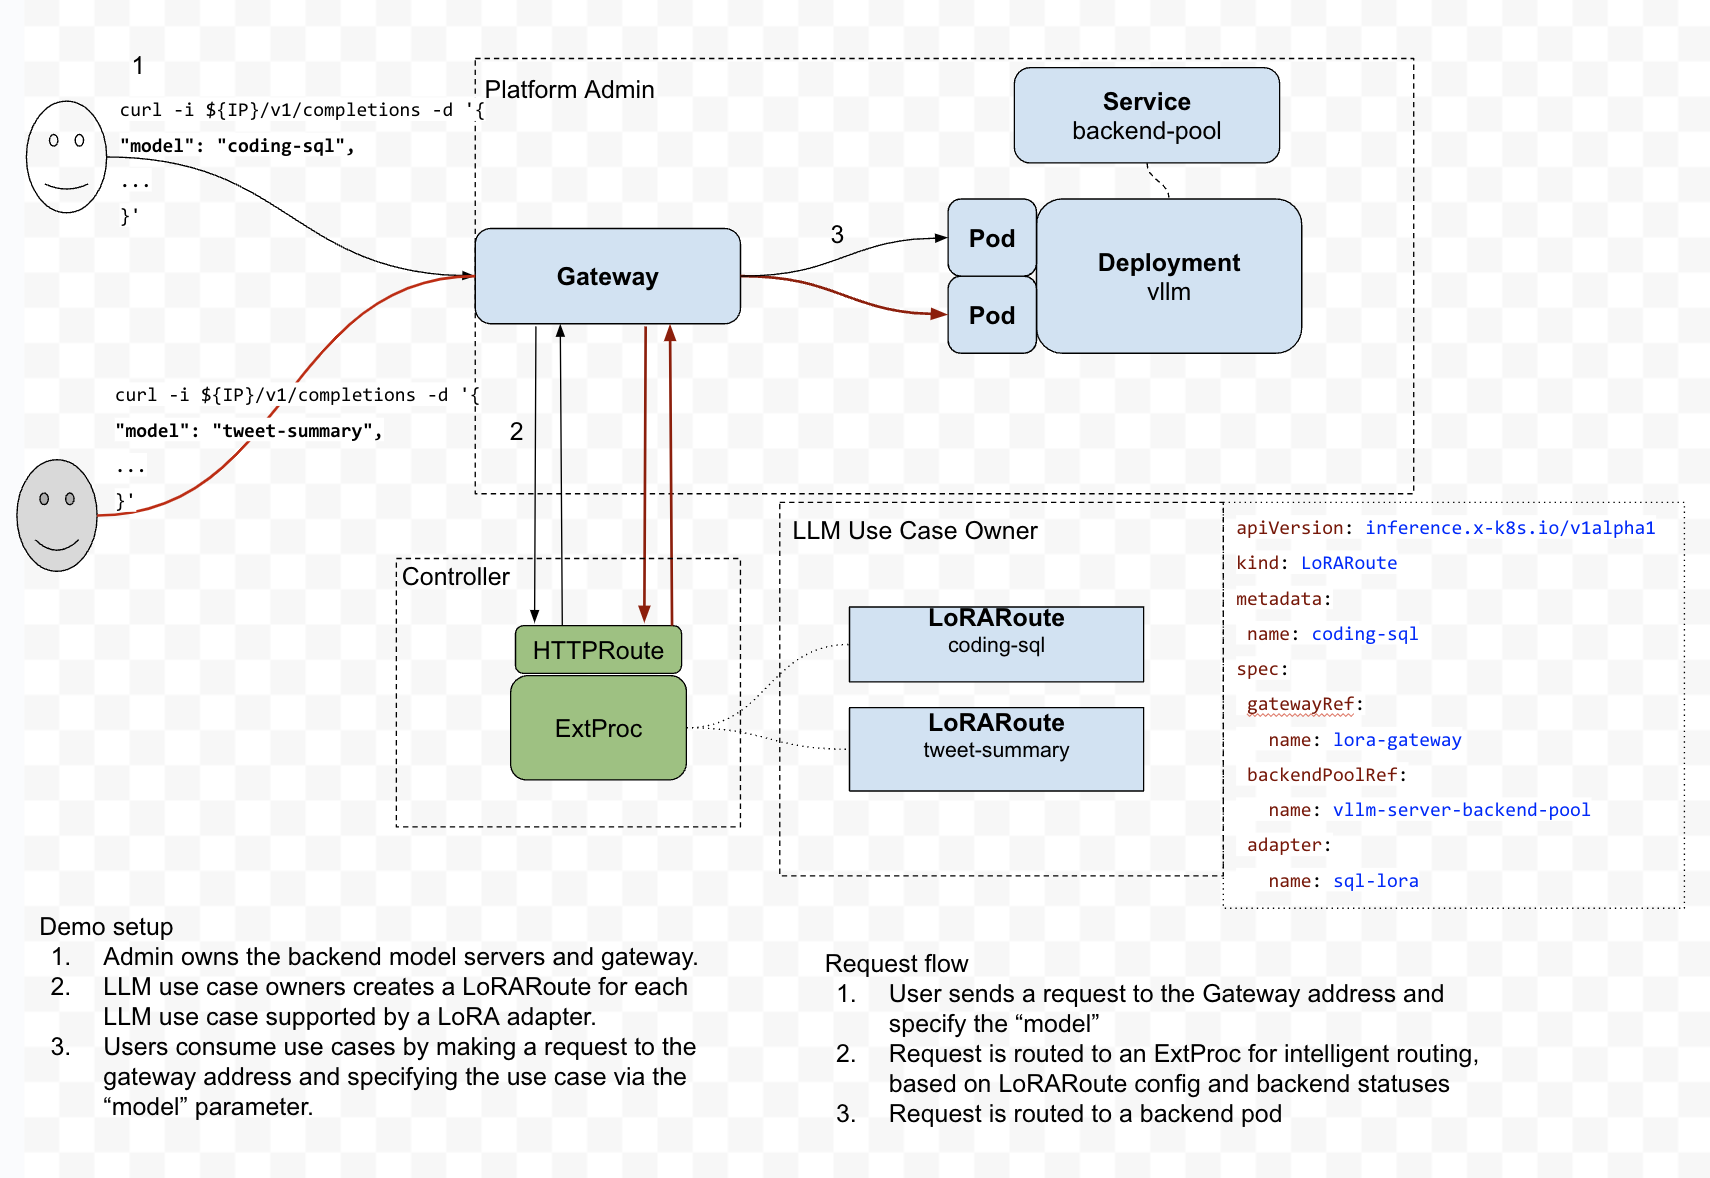 1
curl -i ${IP}/v1/completions -d '{
"model": "coding-sql",
...
}'
Platform Admin
Service
backend-pool
Gateway
3
Pod
Pod
Deployment
vllm
curl -i ${IP}/v1/completions -d '{
"model": "tweet-summary",
...
}'
2
Controller
HTTPRoute
ExtProc
LLM Use Case Owner
LoRARoute
coding-sql
LoRARoute
tweet-summary
apiVersion: inference.x-k8s.io/v1alpha1
kind: LoRARoute
metadata:
name: coding-sql
spec:
gatewayRef:
name: lora-gateway
backendPoolRef:
name: vllm-server-backend-pool
adapter:
name: sql-lora
Demo setup
1. Admin owns the backend model servers and gateway.
2. LLM use case owners creates a LoRARoute for each
LLM use case supported by a LoRA adapter.
3. Users consume use cases by making a request to the
gateway address and specifying the use case via the
“model” parameter.
Request flow
1. User sends a request to the Gateway address and
specify the “model”
2. Request is routed to an ExtProc for intelligent routing,
based on LoRARoute config and backend statuses
3. Request is routed to a backend pod